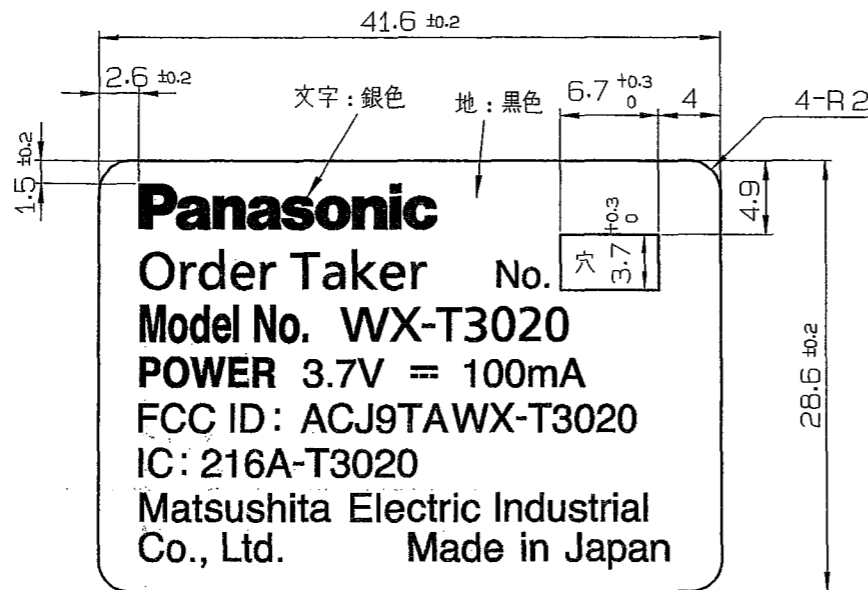 41.6 ±0.2
2.6 ±0.2
文字：銀色
地：黒色
6.7 +0.3 0
4
4-R2
1.5 ±0.2
4.9
Panasonic
3.7 +0.3 0
穴
Order Taker No.
Model No. WX-T3020
POWER 3.7V ⎓ 100mA
28.6 ±0.2
FCC ID: ACJ9TAWX-T3020
IC: 216A-T3020
Matsushita Electric Industrial
Co., Ltd. Made in Japan